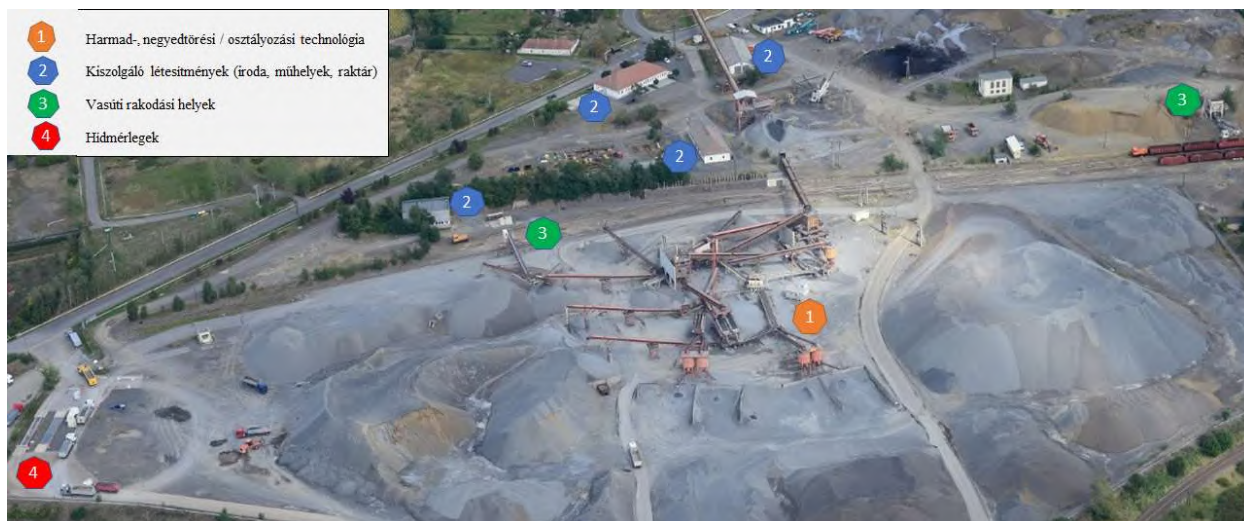 1 Harmad-, negyedtörési / osztályozási technológia
2 Kiszolgáló létesítmények (iroda, műhelyek, raktár)
3 Vasúti rakodási helyek
4 Hídmérlegek
2
2
3
2
2
3
1
4